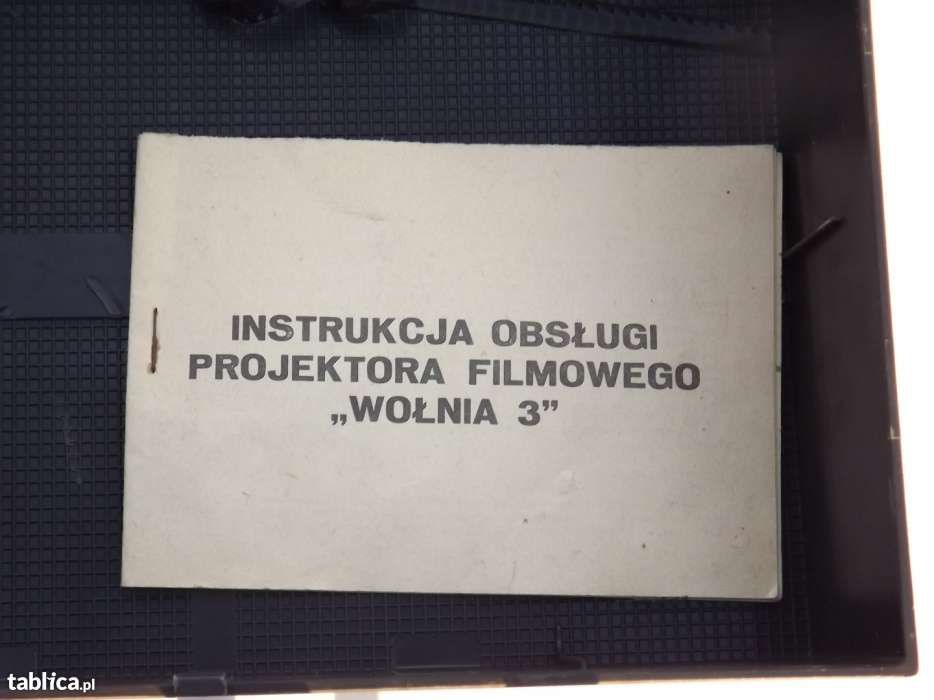 INSTRUKCJA OBSŁUGI
PROJEKTORA FILMOWEGO
„WOŁNIA 3”
tablica.pl